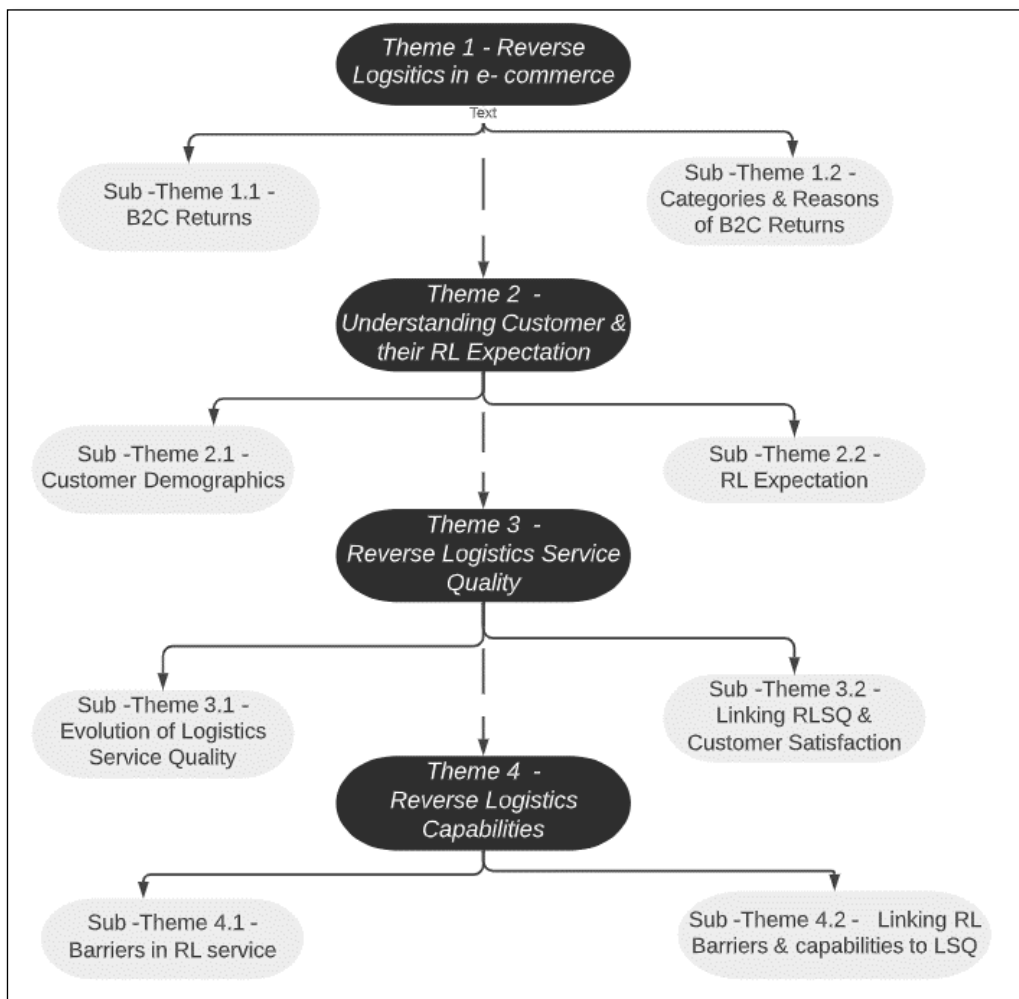 Theme 1 - Reverse
Logsitics in e- commerce
Text
Sub -Theme 1.1 -
B2C Returns
Sub -Theme 1.2 -
Categories & Reasons
of B2C Returns
Theme 2 -
Understanding Customer &
their RL Expectation
Sub -Theme 2.1 -
Customer Demographics
Sub -Theme 2.2 -
RL Expectation
Theme 3 -
Reverse Logistics Service
Quality
Sub -Theme 3.1 -
Evolution of Logistics
Service Quality
Sub -Theme 3.2 -
Linking RLSQ &
Customer Satisfaction
Theme 4 -
Reverse Logistics
Capabilities
Sub -Theme 4.1 -
Barriers in RL service
Sub -Theme 4.2 - Linking RL
Barriers & capabilities to LSQ